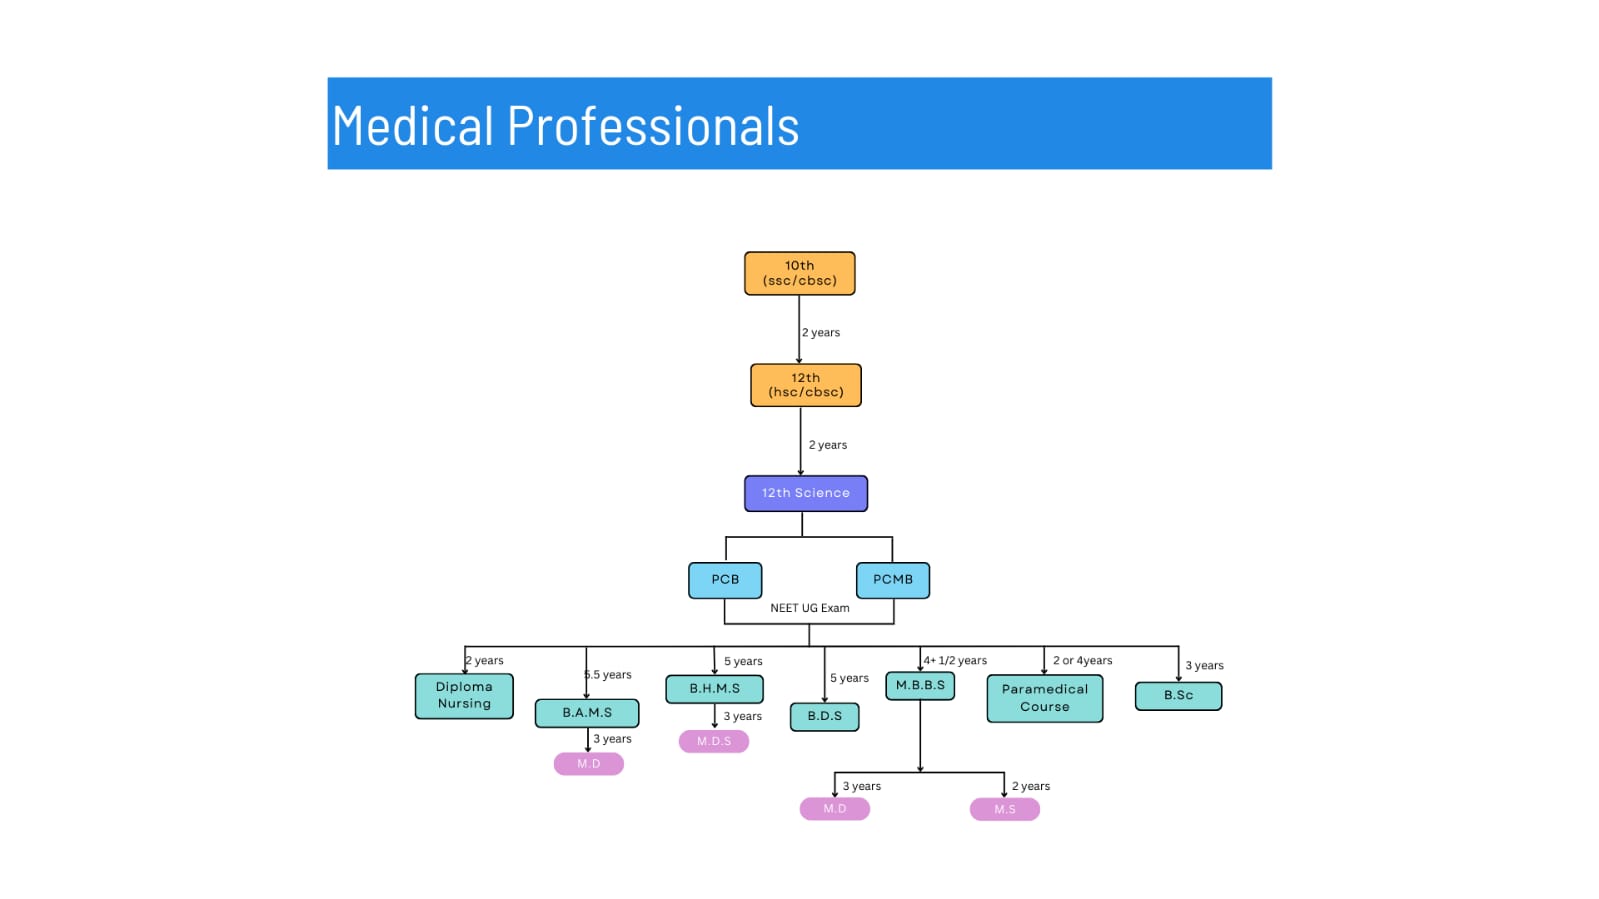 Medical Professionals
10th
(ssc/cbsc)
2 years
12th
(hsc/cbsc)
2 years
12th Science
PCB
PCMB
NEET UG Exam
2 years
5.5 years
5 years
5 years
4+ 1/2 years
2 or 4years
3 years
Diploma
Nursing
B.A.M.S
B.H.M.S
B.D.S
M.B.B.S
Paramedical
Course
B.Sc
3 years
M.D
3 years
M.D.S
3 years
M.D
2 years
M.S